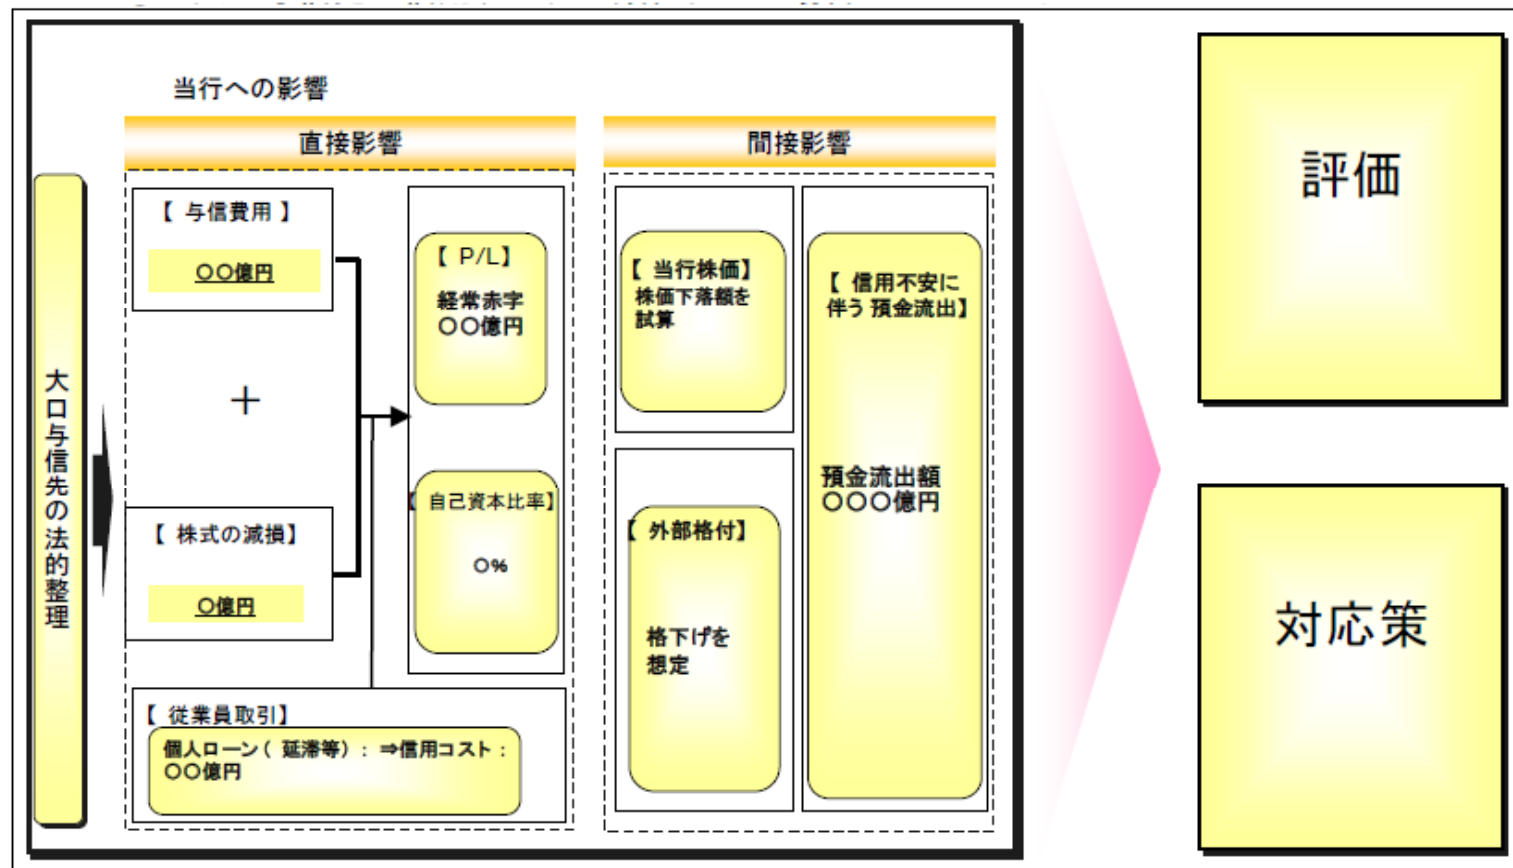 当行への影響
直接影響
間接影響
大口与信先の法的整理
【 与信費用 】
〇〇億円
＋
【 株式の減損】
〇億円
【 P/L】
経常赤字
〇〇億円
【 自己資本比率】
〇%
【 従業員取引】
個人ローン（ 延滞等）: ⇒信用コスト :
〇〇億円
【 当行株価】
株価下落額を
試算
【 外部格付】
格下げを
想定
【 信用不安に
伴う 預金流出】
預金流出額
〇〇〇億円
評価
対応策